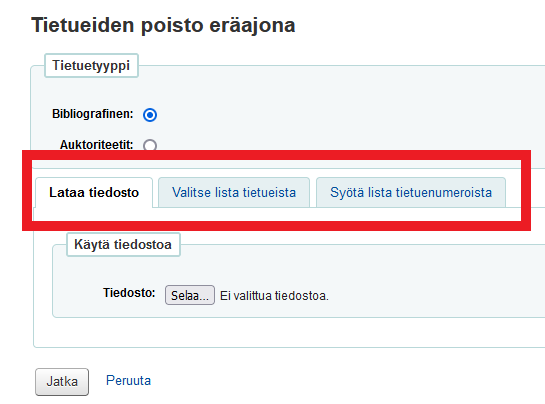 Tietueiden poisto eräajona
Tietuetyyppi
Bibliografinen:
Auktoriteetit:
Lataa tiedosto Valitse lista tietueista Syötä lista tietuenumeroista
Käytä tiedostoa
Tiedosto: Selaa... Ei valittua tiedostoa.
Jatka Peruuta